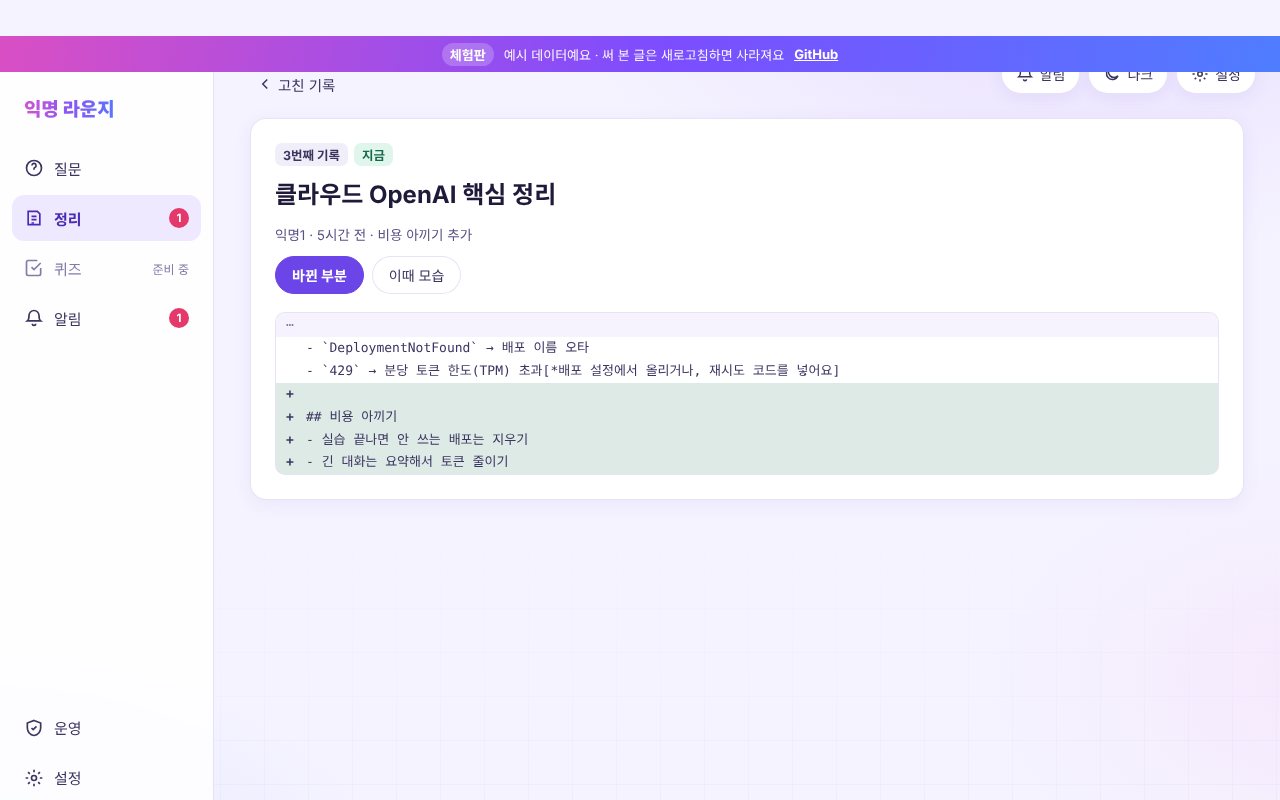 체험판 예시 데이터예요 · 써 본 글은 새로고침하면 사라져요 GitHub
고친 기록
알림 다크 설정
익명 라운지
질문
정리 1
퀴즈 준비 중
알림 1
운영
설정
3번째 기록 지금
클라우드 OpenAI 핵심 정리
익명1 · 5시간 전 · 비용 아끼기 추가
바뀐 부분 이때 모습
…
- `DeploymentNotFound` → 배포 이름 오타
- `429` → 분당 토큰 한도(TPM) 초과[*배포 설정에서 올리거나, 재시도 코드를 넣어요]
+
+ ## 비용 아끼기
+ - 실습 끝나면 안 쓰는 배포는 지우기
+ - 긴 대화는 요약해서 토큰 줄이기